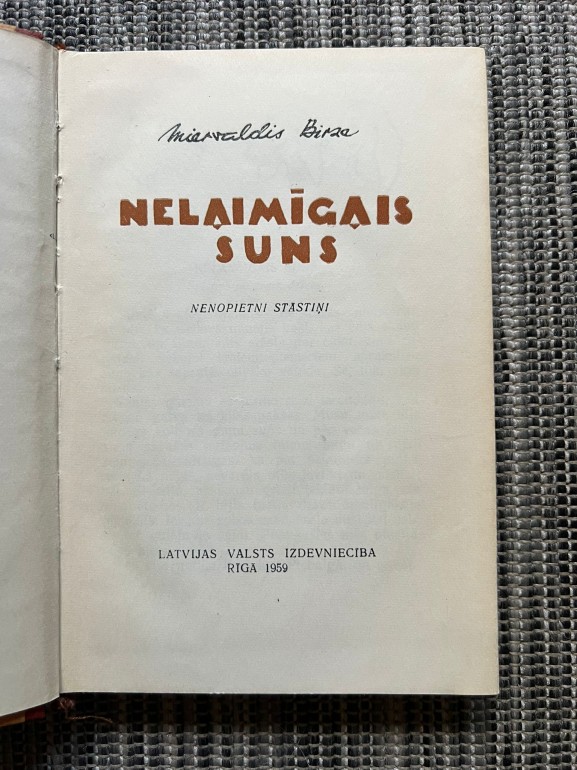 Miervaldis Birze
NELAIMĪGAIS
SUNS
NENOPIETNI STĀSTIŅI
LATVIJAS VALSTS IZDEVNIECĪBA
RĪGĀ 1959